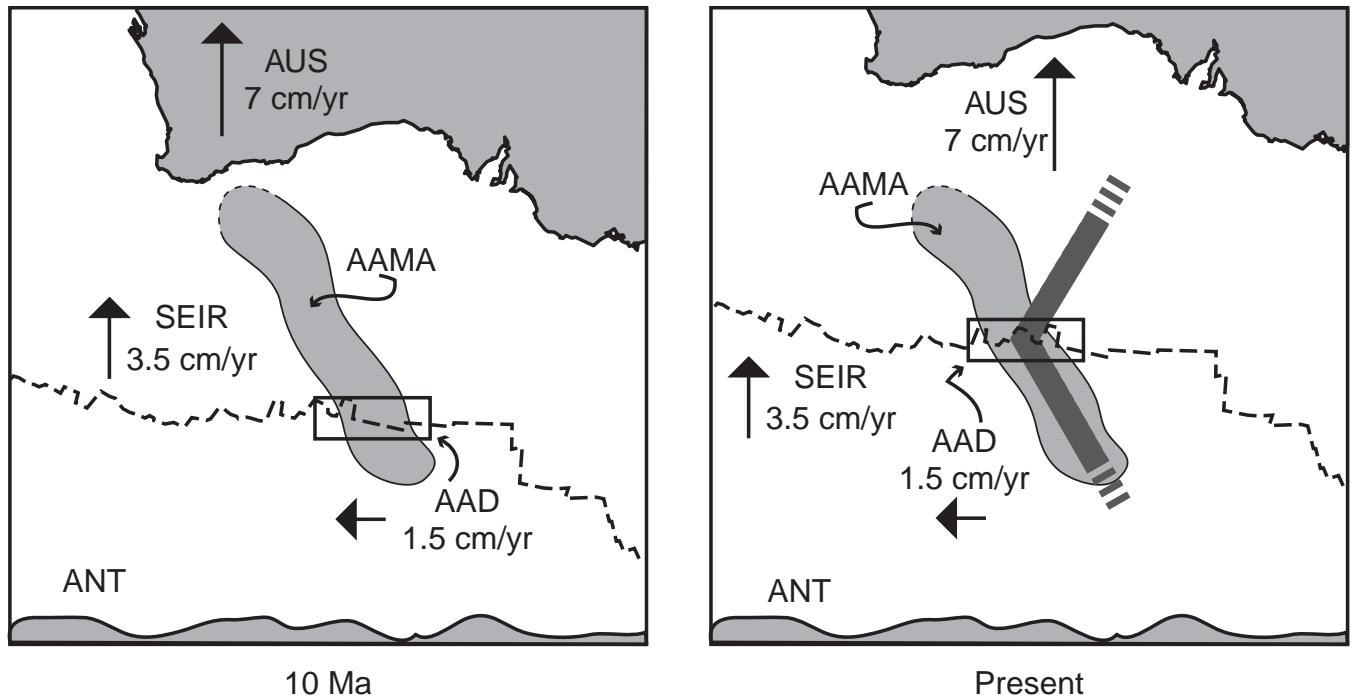 AUS
7 cm/yr
AAMA
SEIR
3.5 cm/yr
AAD
1.5 cm/yr
ANT
10 Ma
AUS
7 cm/yr
AAMA
SEIR
3.5 cm/yr
AAD
1.5 cm/yr
ANT
Present